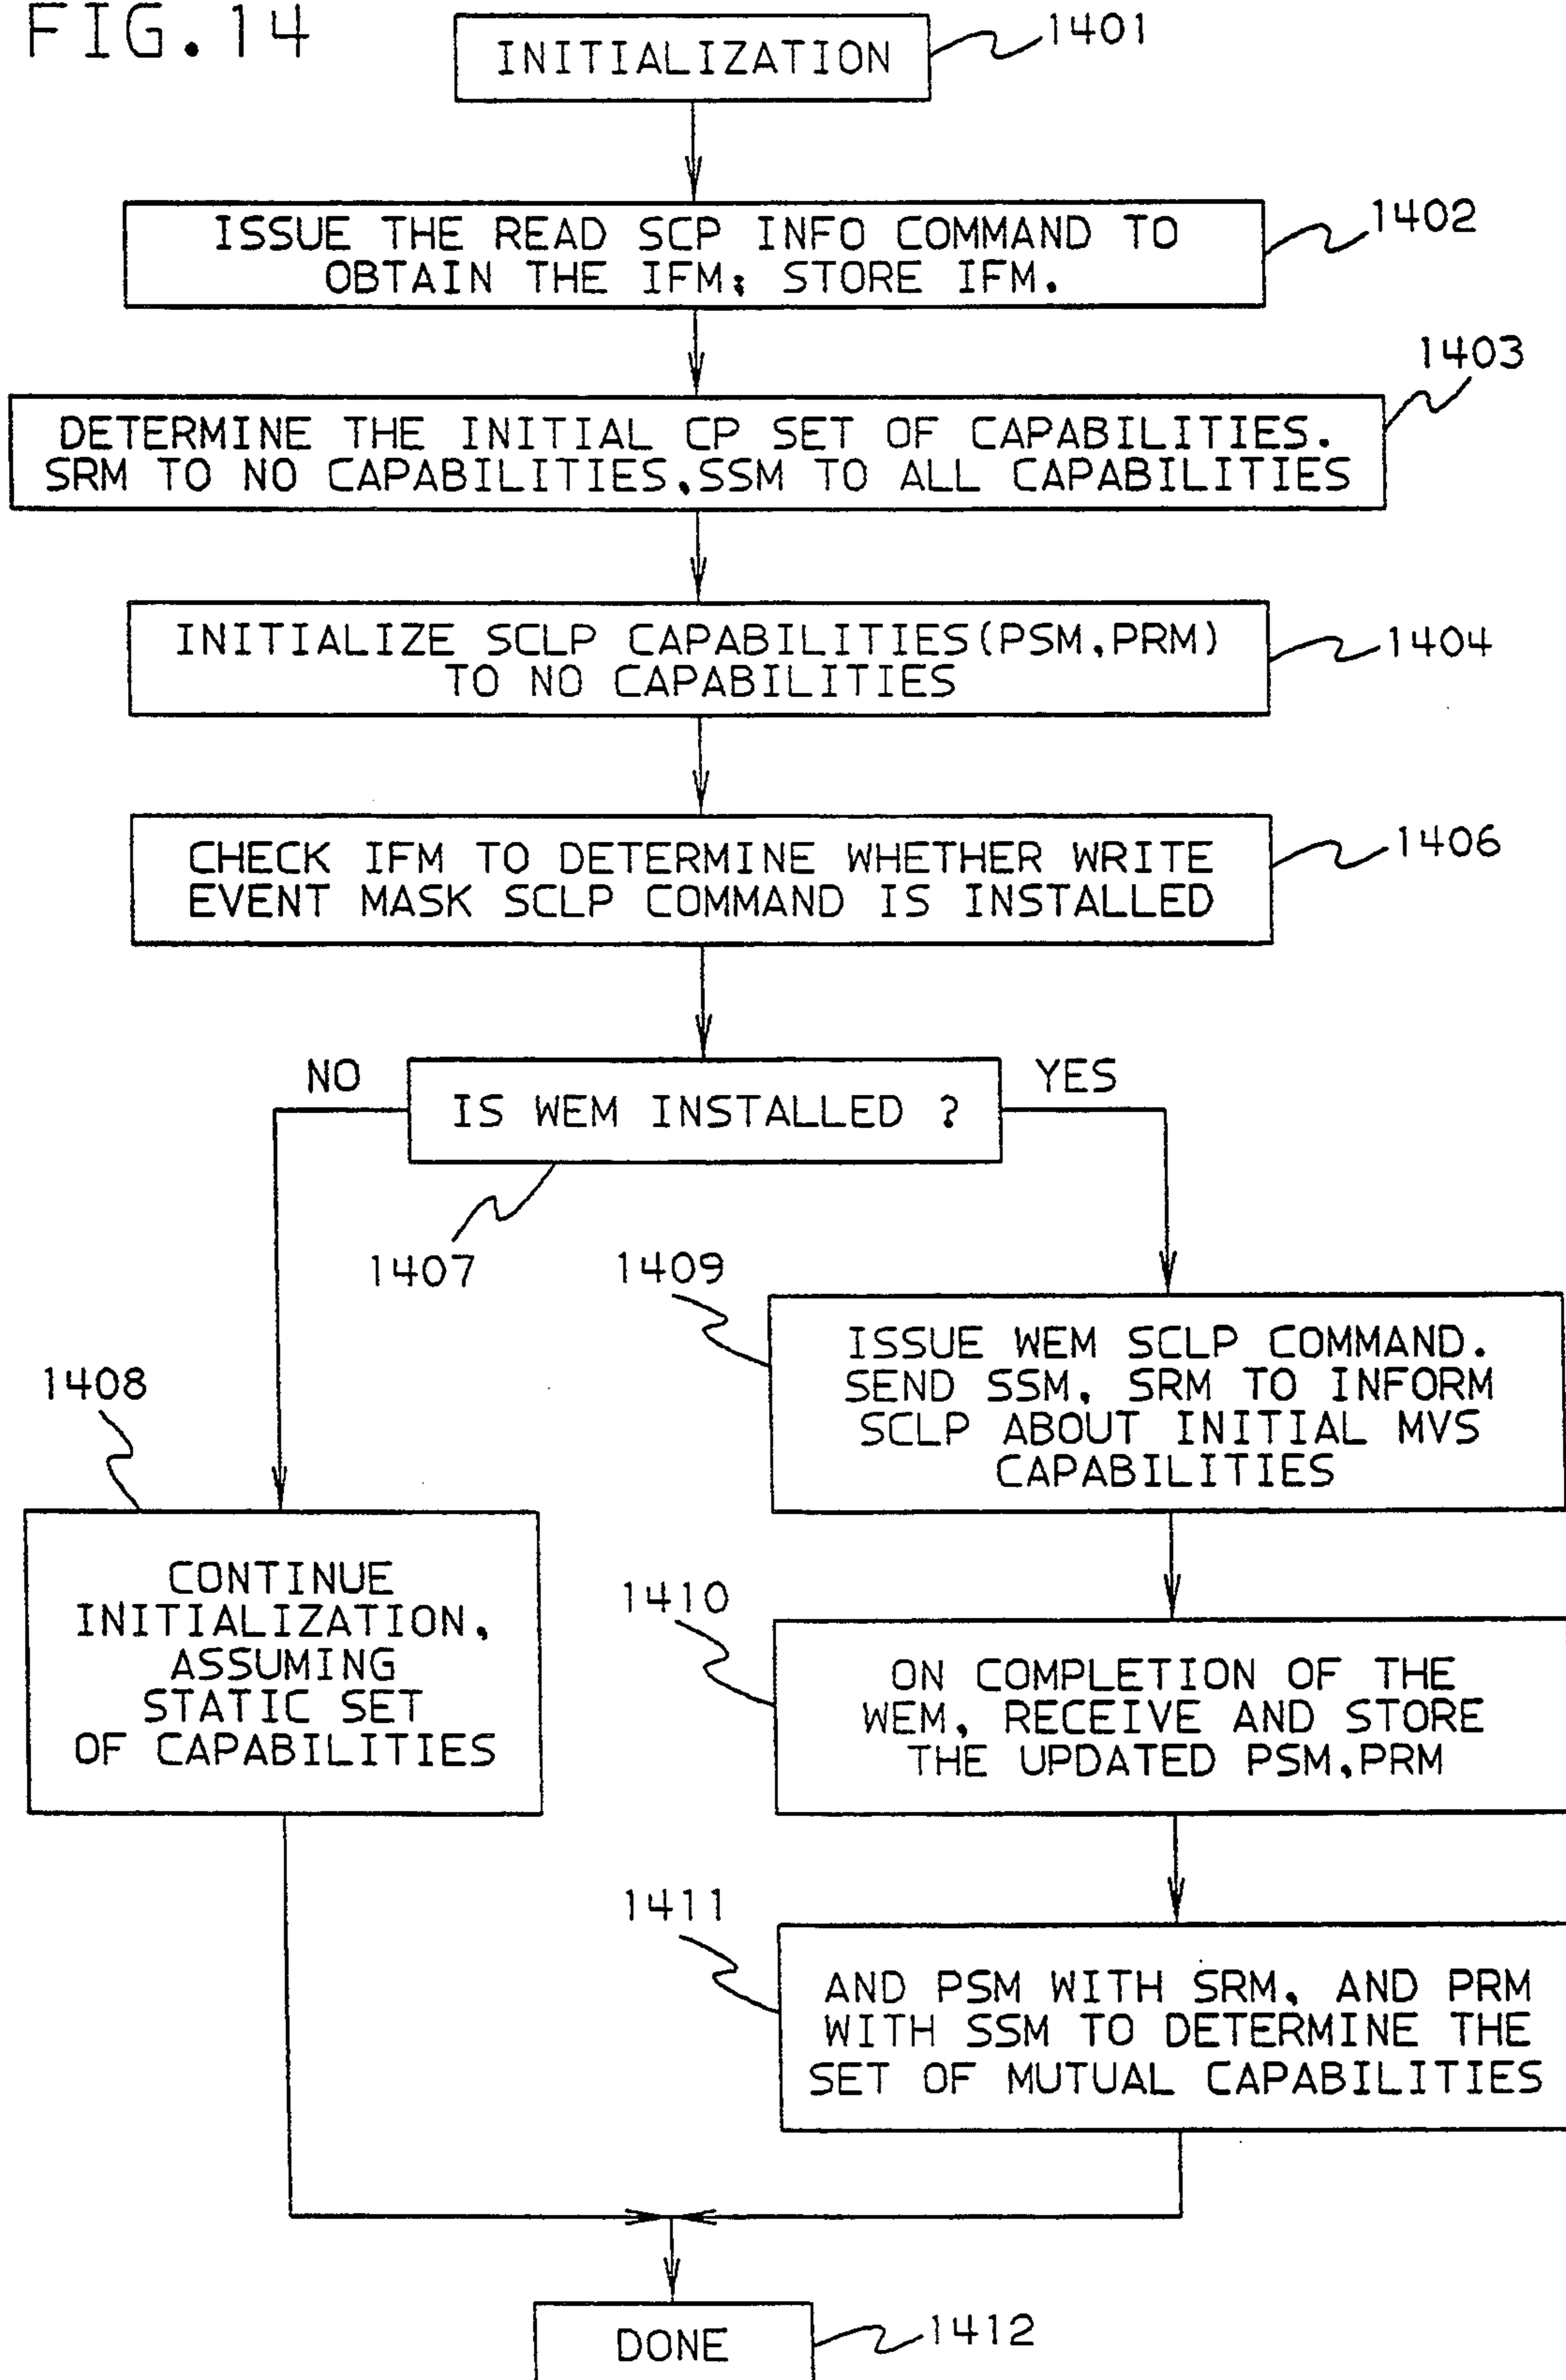 FIG.14
INITIALIZATION
1401
ISSUE THE READ SCP INFO COMMAND TO
OBTAIN THE IFM; STORE IFM.
1402
1403
DETERMINE THE INITIAL CP SET OF CAPABILITIES.
SRM TO NO CAPABILITIES,SSM TO ALL CAPABILITIES
INITIALIZE SCLP CAPABILITIES(PSM,PRM)
TO NO CAPABILITIES
1404
CHECK IFM TO DETERMINE WHETHER WRITE
EVENT MASK SCLP COMMAND IS INSTALLED
1406
NO
YES
IS WEM INSTALLED ?
1407
1409
ISSUE WEM SCLP COMMAND.
SEND SSM, SRM TO INFORM
SCLP ABOUT INITIAL MVS
CAPABILITIES
1408
CONTINUE
INITIALIZATION,
ASSUMING
STATIC SET
OF CAPABILITIES
1410
ON COMPLETION OF THE
WEM, RECEIVE AND STORE
THE UPDATED PSM,PRM
1411
AND PSM WITH SRM, AND PRM
WITH SSM TO DETERMINE THE
SET OF MUTUAL CAPABILITIES
DONE
1412